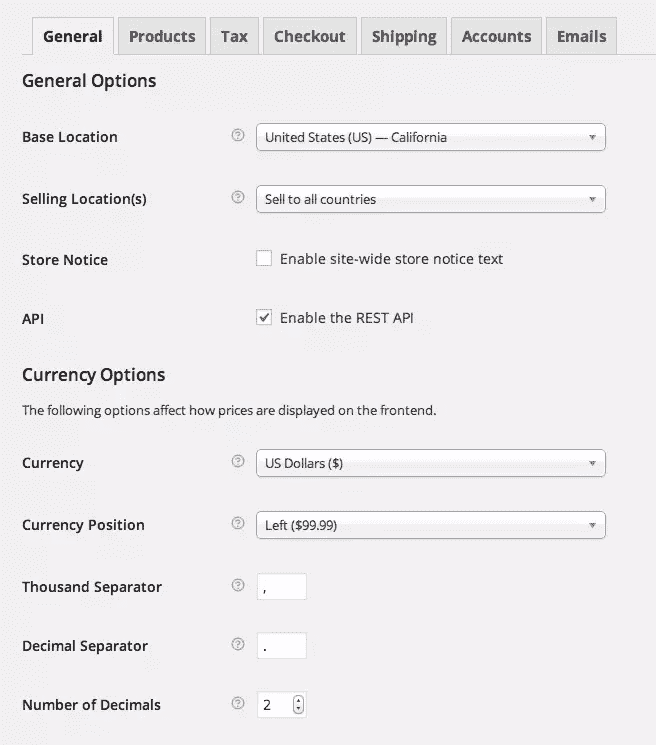 General Products Tax Checkout Shipping Accounts Emails
General Options
Base Location United States (US) — California
Selling Location(s) Sell to all countries
Store Notice Enable site-wide store notice text
API Enable the REST API
Currency Options
The following options affect how prices are displayed on the frontend.
Currency US Dollars ($)
Currency Position Left ($99.99)
Thousand Separator ,
Decimal Separator .
Number of Decimals 2